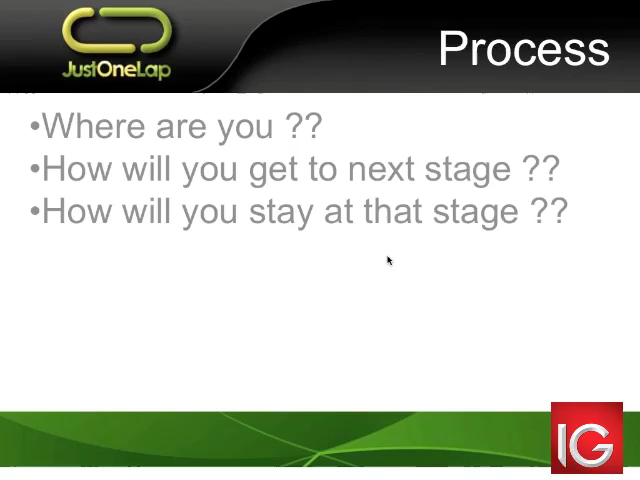 JustOneLap
Process
•Where are you ??
•How will you get to next stage ??
•How will you stay at that stage ??
IG